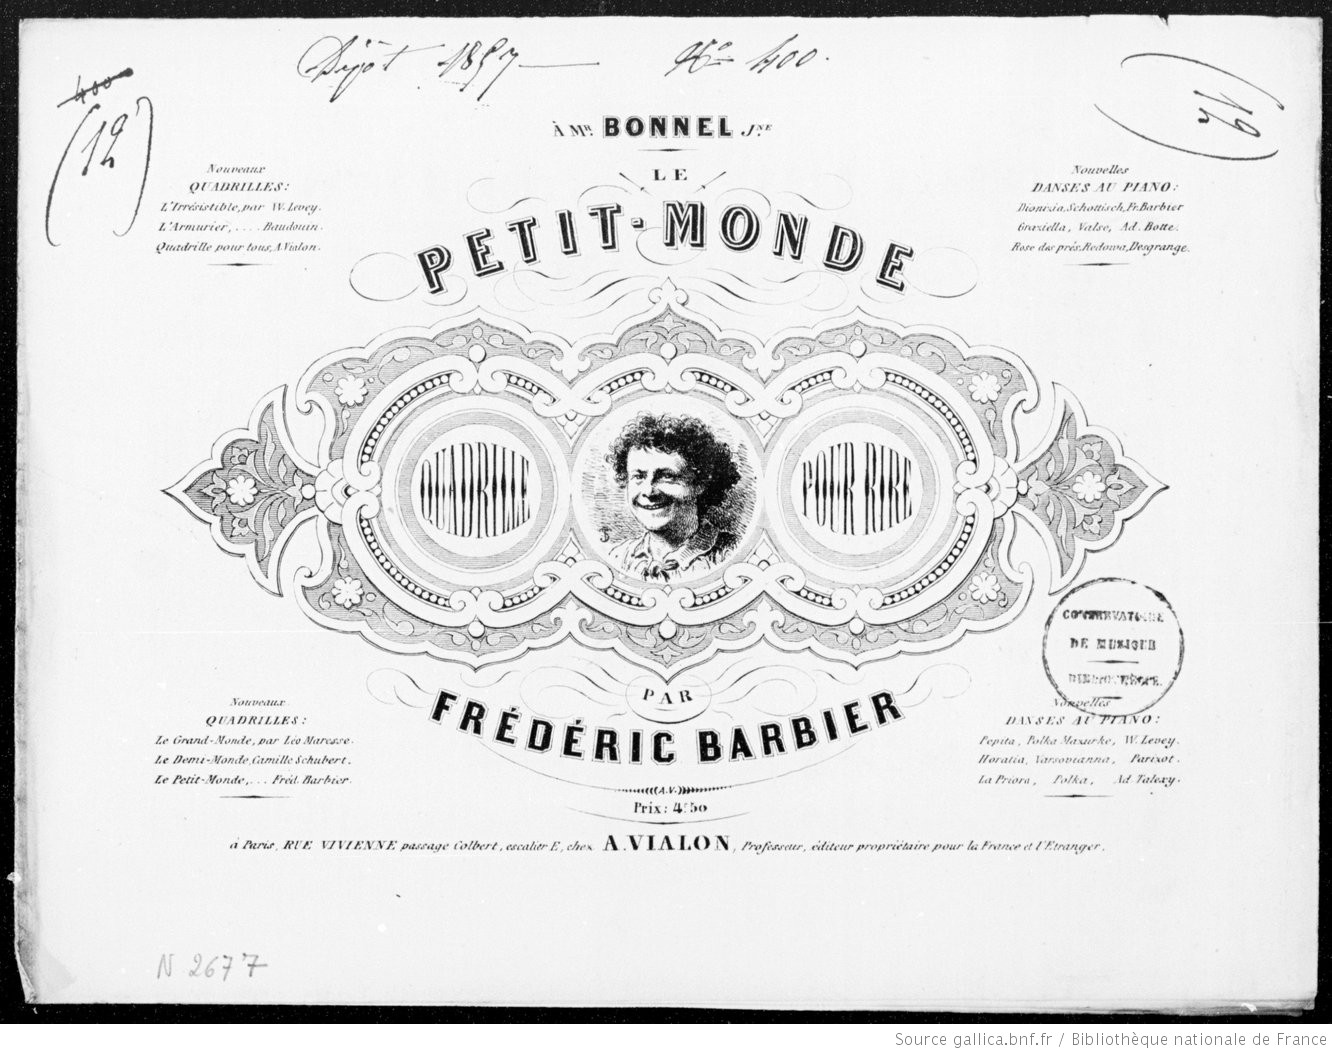 Dépôt 1857 No 400.
400
(12)
(12)
À MR. BONNEL JNE
Nouveaux
QUADRILLES:
L'Irrésistible, par W. Levey.
L'Armurier, .... Baudouin.
Quadrille pour tous, A. Vialon.
Nouvelles
DANSES AU PIANO:
Dionezia, Schottisch, Fr. Barbier
Graziella, Valse, Ad. Botte.
Rose des prés, Redowa, Desgrange.
LE
PETIT-MONDE
QUADRILLE
POUR RIRE
CONSERVATOIRE
DE MUSIQUE
BIBLIOTHÈQUE.
PAR
FRÉDÉRIC BARBIER
Nouveaux
QUADRILLES:
Le Grand-Monde, par Léo Maresse.
Le Demi-Monde, Camille Schubert.
Le Petit-Monde, ... Fréd. Barbier.
Nouvelles
DANSES AU PIANO:
Pepita, Polka Mazurke, W. Levey.
Horatia, Varsovianna, Parizot.
La Priora, Polka, Ad. Talexy.
(A.V.)
Prix: 4f 50
à Paris, RUE VIVIENNE passage Colbert, escalier E, chez A. VIALON, Professeur, éditeur propriétaire pour la France et l'Etranger.
N 2677
Source gallica.bnf.fr / Bibliothèque nationale de France